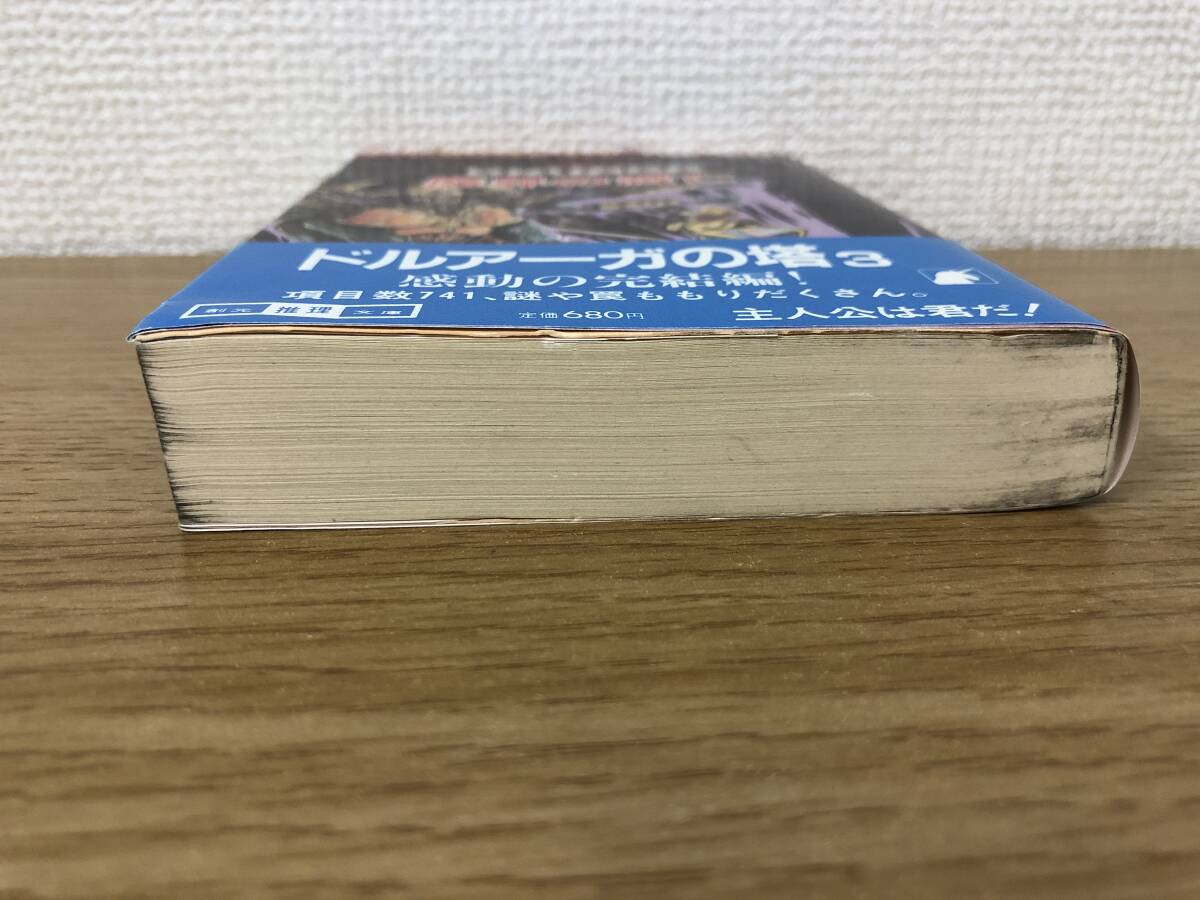 ドルアーガの塔3
感動の完結編!
項目数741、謎や罠ももりだくさん。
創元 推理 文庫
定価680円
主人公は君だ!